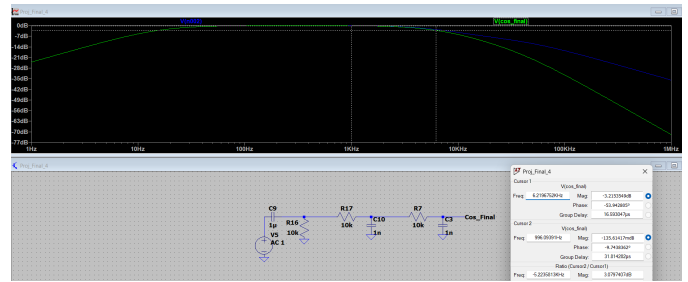 Proj_Final_4
V(cos_final)
0dB
-7dB
-14dB
-21dB
-28dB
-35dB
-42dB
-49dB
-56dB
-63dB
-70dB
-77dB
1Hz 10Hz 100Hz 1KHz 10KHz 100KHz 1MHz
Proj_Final_4
C9
1µ
R16
10k
V5
AC 1
R17
10k
C10
1n
R7
10k
C3
1n
Cos_Final
Proj_Final_4
Cursor 1
V(cos_final)
Freq: 6.2196752KHz Mag: -3.2153549dB
Phase: -53.942805°
Group Delay: 16.593047µs
Cursor 2
V(cos_final)
Freq: 996.09391Hz Mag: -135.61417mdB
Phase: -9.7438362°
Group Delay: 31.814202µs
Ratio (Cursor2 / Cursor1)
Freq: -5.2235813KHz Mag: 3.0797407dB